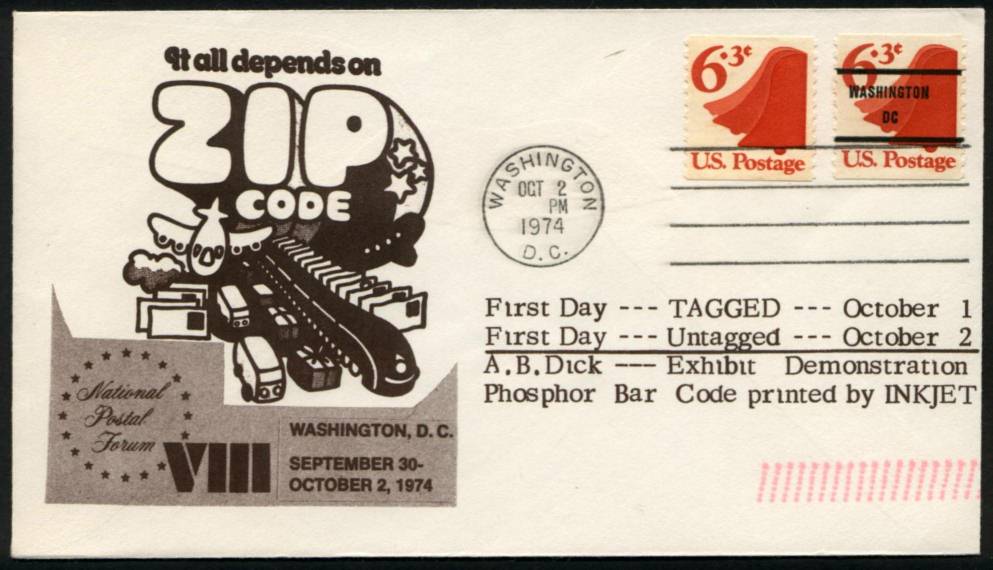 It all depends on
ZIP
CODE
6.3¢
U.S. Postage
6.3¢
WASHINGTON
DC
U.S. Postage
WASHINGTON
OCT 2
PM
1974
D.C.
First Day --- TAGGED --- October 1
First Day --- Untagged --- October 2
A.B.Dick --- Exhibit Demonstration
Phosphor Bar Code printed by INKJET
National
Postal
Forum
VIII
WASHINGTON, D.C.
SEPTEMBER 30-
OCTOBER 2, 1974